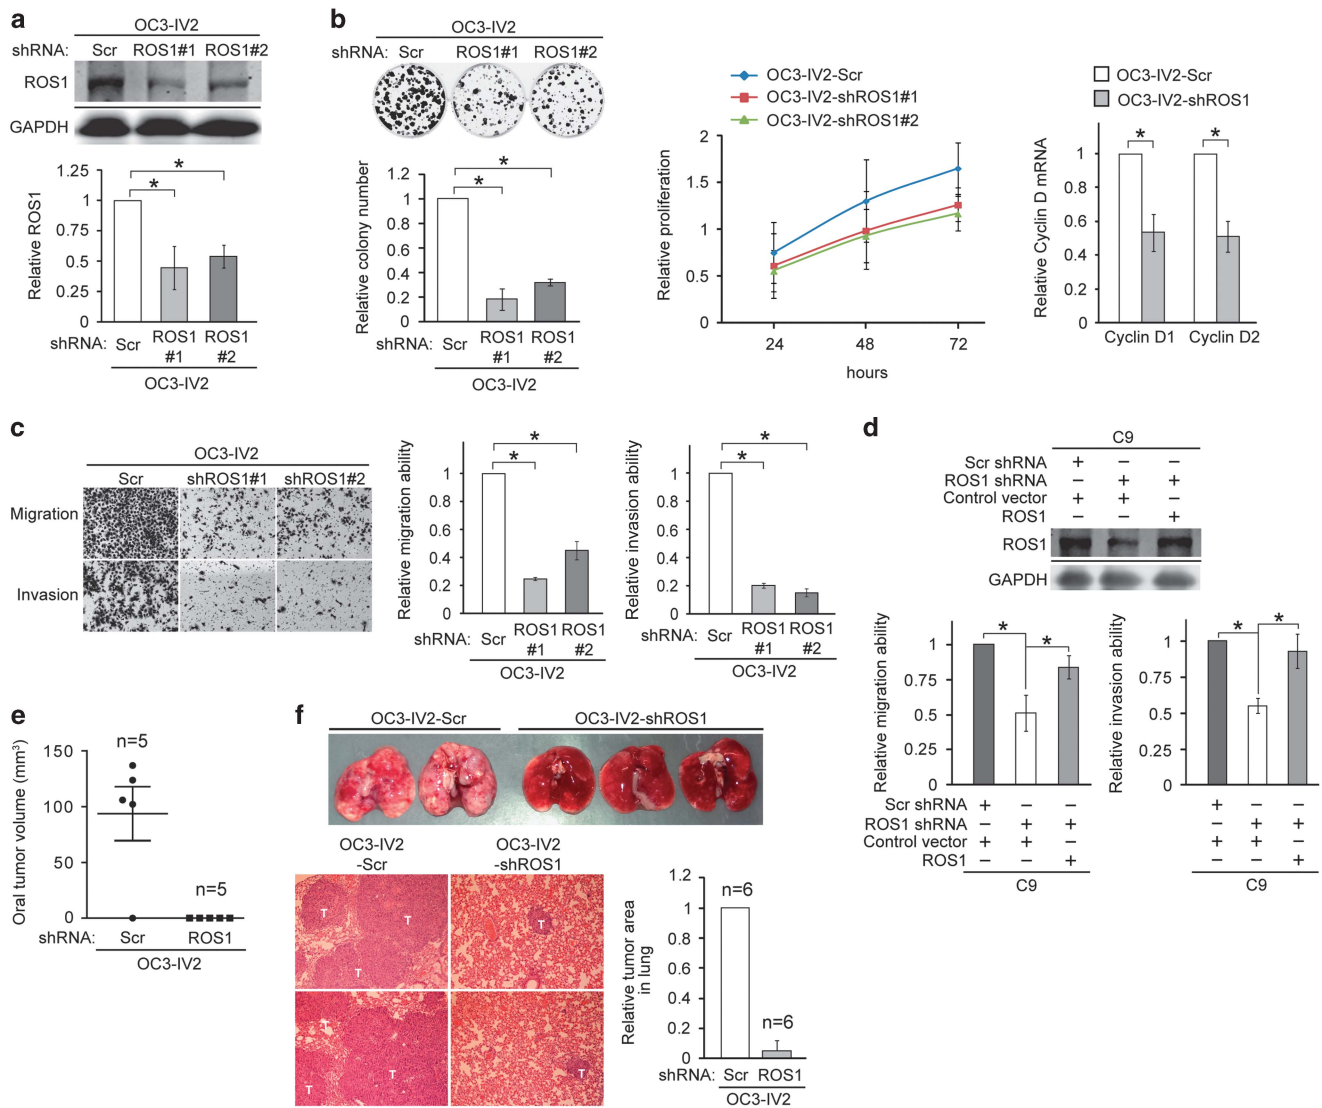 a
OC3-IV2
shRNA: Scr ROS1#1 ROS1#2
ROS1
GAPDH
Relative ROS1
1.25
1
0.75
0.5
0.25
0
shRNA: Scr ROS1 #1 ROS1 #2
OC3-IV2
b
OC3-IV2
shRNA: Scr ROS1#1 ROS1#2
Relative colony number
1.2
1
0.8
0.6
0.4
0.2
0
* *
shRNA: Scr ROS1 #1 ROS1 #2
OC3-IV2
OC3-IV2-Scr
OC3-IV2-shROS1#1
OC3-IV2-shROS1#2
Relative proliferation
2
1.5
1
0.5
0
24 48 72
hours
OC3-IV2-Scr
OC3-IV2-shROS1
Relative Cyclin D mRNA
* *
1
0.8
0.6
0.4
0.2
0
Cyclin D1 Cyclin D2
c
OC3-IV2
Scr shROS1#1 shROS1#2
Migration
Invasion
Relative migration ability
* *
1
0.8
0.6
0.4
0.2
0
shRNA: Scr ROS1 #1 ROS1 #2
OC3-IV2
Relative invasion ability
* *
1
0.8
0.6
0.4
0.2
0
shRNA: Scr ROS1 #1 ROS1 #2
OC3-IV2
d
C9
Scr shRNA + − −
ROS1 shRNA − + +
Control vector + + −
ROS1 − − +
ROS1
GAPDH
Relative migration ability
* *
1
0.75
0.5
0.25
0
Scr shRNA + − −
ROS1 shRNA − + +
Control vector + + −
ROS1 − − +
C9
Relative invasion ability
* *
1
0.75
0.5
0.25
0
+ − −
− + +
+ + −
− − +
C9
e
Oral tumor volume (mm³)
150
100
50
0
n=5
n=5
shRNA: Scr ROS1
OC3-IV2
f
OC3-IV2-Scr OC3-IV2-shROS1
OC3-IV2
-Scr
OC3-IV2
-shROS1
T T T T
T T T T
Relative tumor area
in lung
1.2
1
0.8
0.6
0.4
0.2
0
n=6
n=6
shRNA: Scr ROS1
OC3-IV2